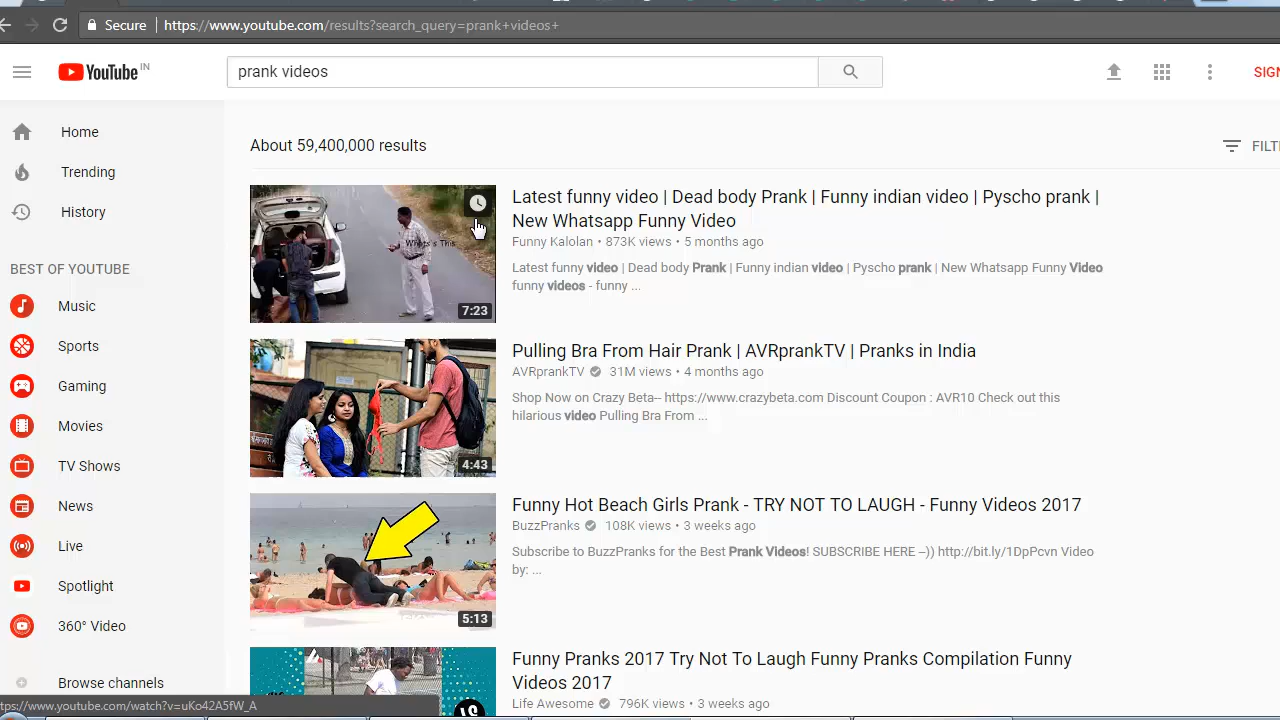 Secure https://www.youtube.com/results?search_query=prank+videos+
YouTube IN
prank videos
SIGN
Home
Trending
History
BEST OF YOUTUBE
Music
Sports
Gaming
Movies
TV Shows
News
Live
Spotlight
360° Video
Browse channels
About 59,400,000 results
FILT
What's This
7:23
Latest funny video | Dead body Prank | Funny indian video | Pyscho prank |
New Whatsapp Funny Video
Funny Kalolan • 873K views • 5 months ago
Latest funny video | Dead body Prank | Funny indian video | Pyscho prank | New Whatsapp Funny Video
funny videos - funny ...
4:43
Pulling Bra From Hair Prank | AVRprankTV | Pranks in India
AVRprankTV 31M views • 4 months ago
Shop Now on Crazy Beta-- https://www.crazybeta.com Discount Coupon : AVR10 Check out this
hilarious video Pulling Bra From ...
5:13
Funny Hot Beach Girls Prank - TRY NOT TO LAUGH - Funny Videos 2017
BuzzPranks 108K views • 3 weeks ago
Subscribe to BuzzPranks for the Best Prank Videos! SUBSCRIBE HERE –)) http://bit.ly/1DpPcvn Video
by: ...
Funny Pranks 2017 Try Not To Laugh Funny Pranks Compilation Funny
Videos 2017
Life Awesome 796K views • 3 weeks ago
ttps://www.youtube.com/watch?v=uKo42A5fW_A